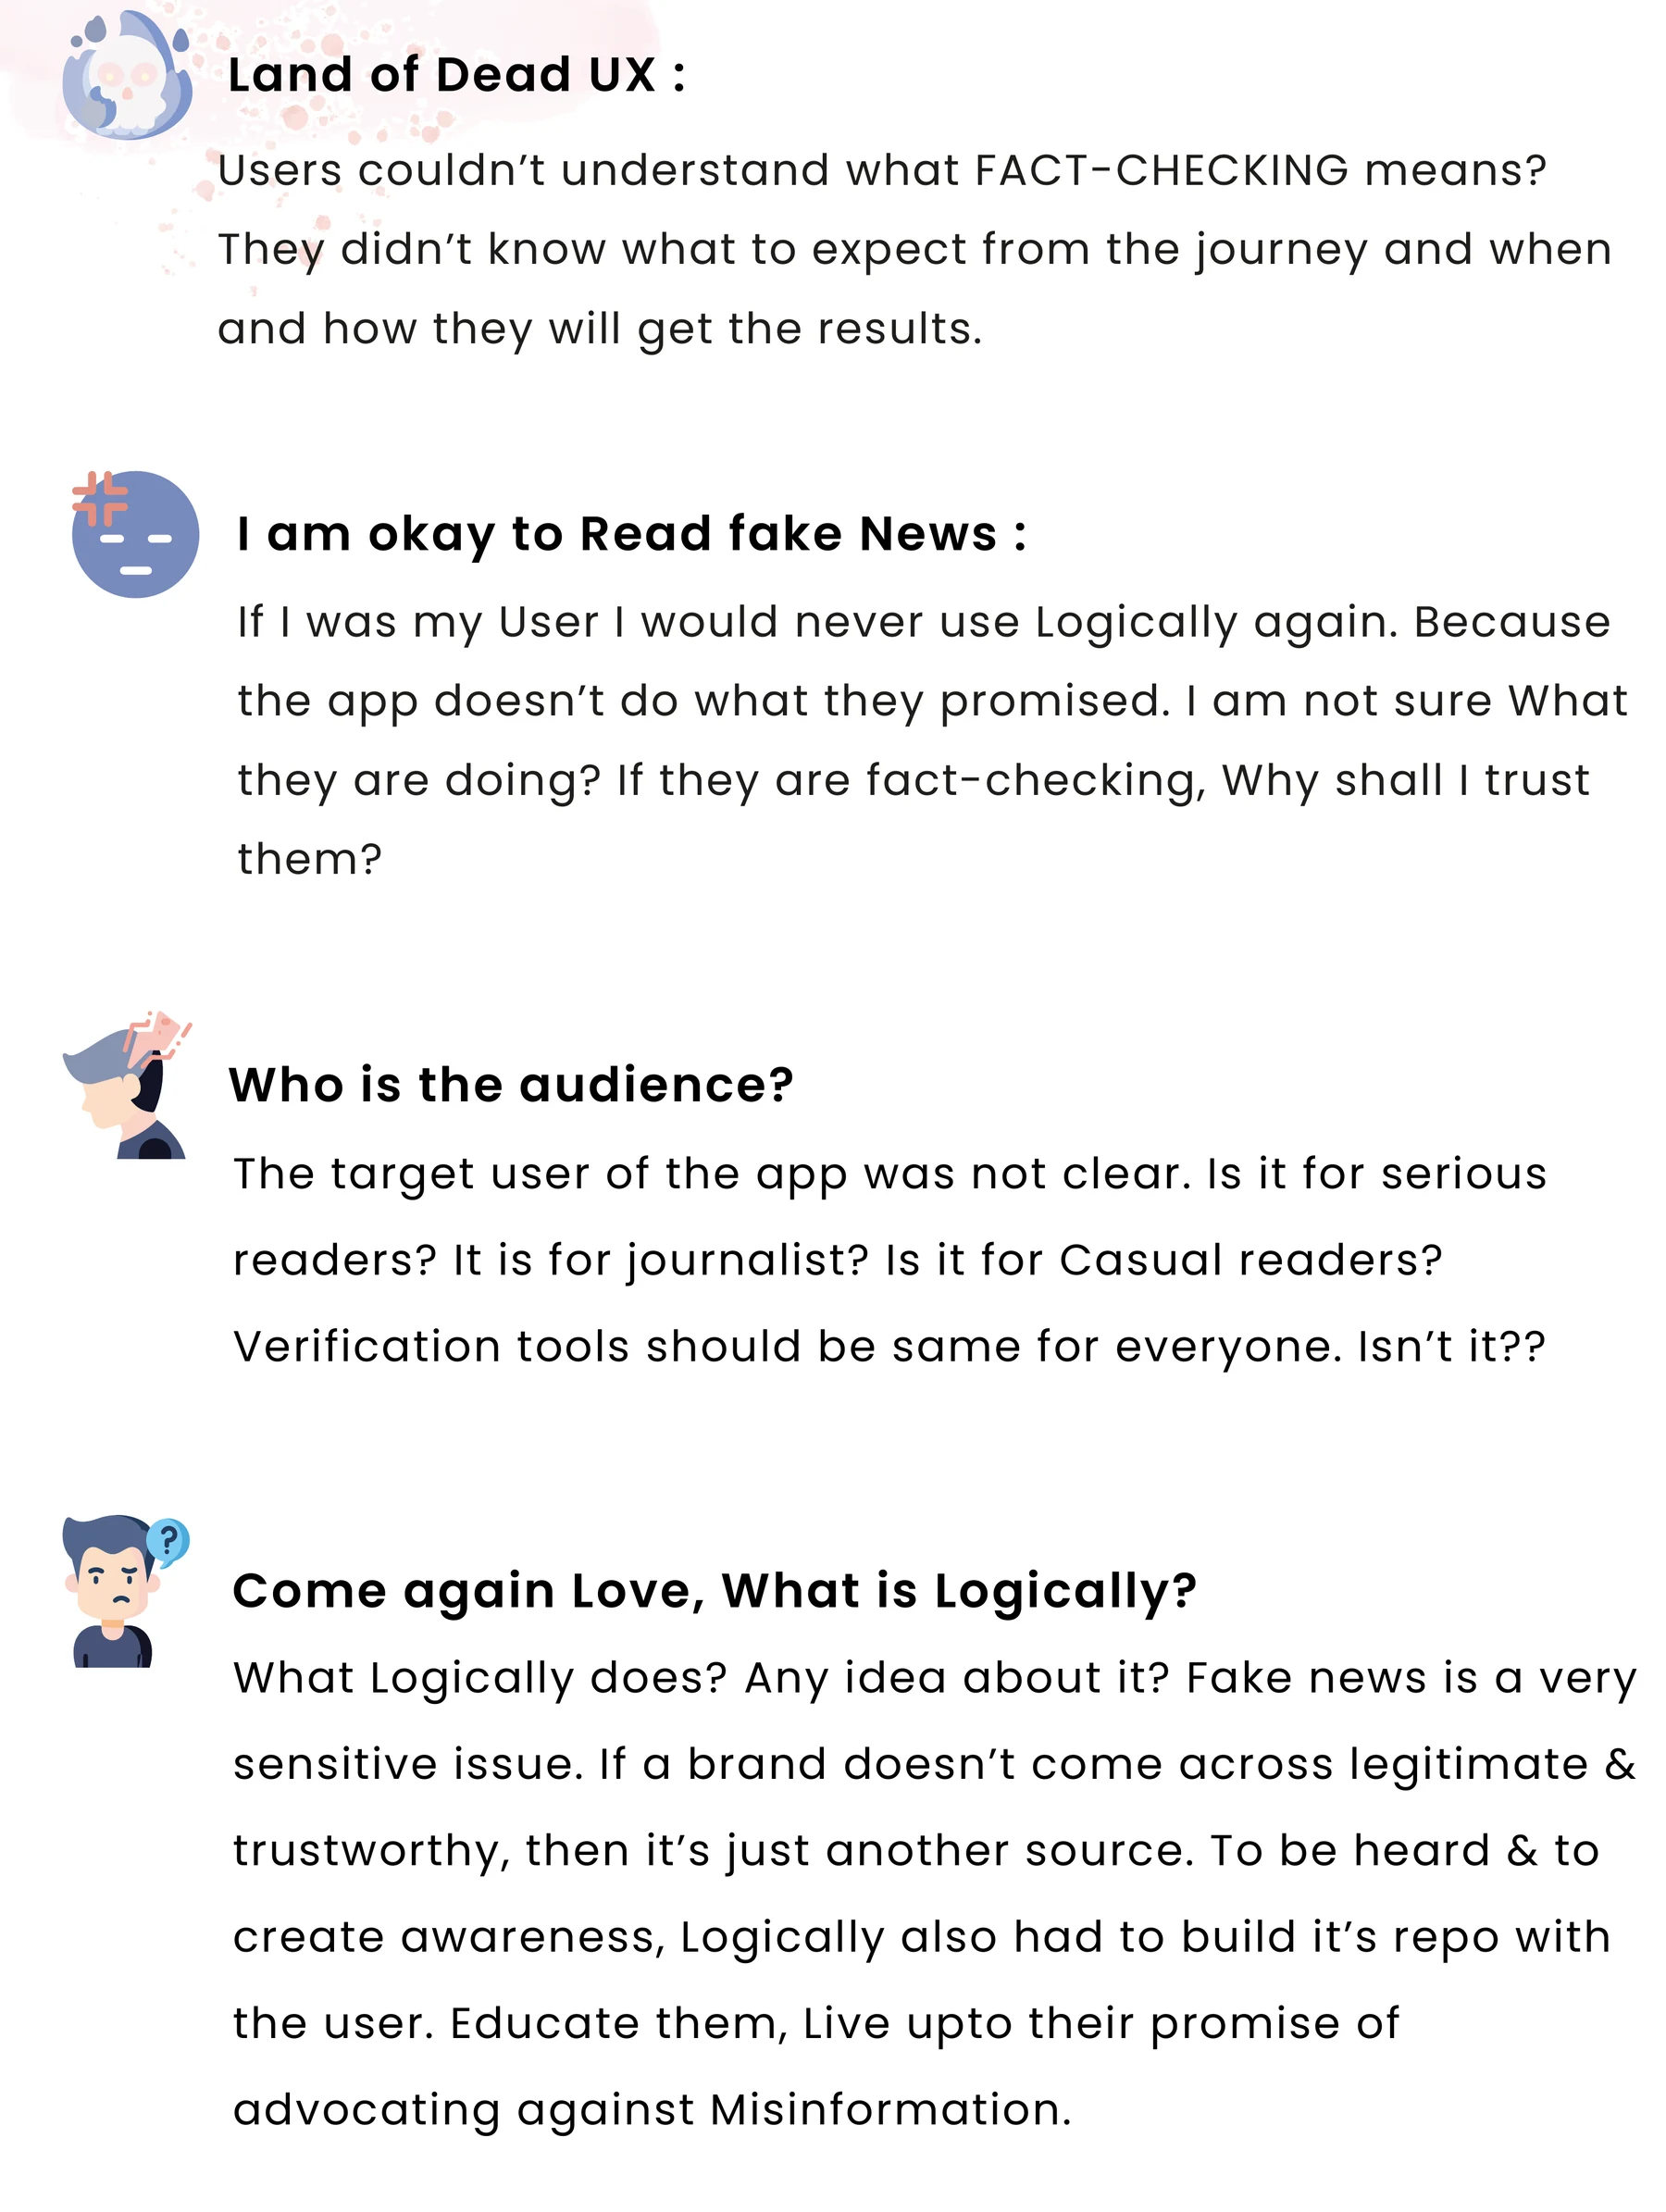 Land of Dead UX :
Users couldn’t understand what FACT-CHECKING means?
They didn’t know what to expect from the journey and when
and how they will get the results.
I am okay to Read fake News :
If I was my User I would never use Logically again. Because
the app doesn’t do what they promised. I am not sure What
they are doing? If they are fact-checking, Why shall I trust
them?
Who is the audience?
The target user of the app was not clear. Is it for serious
readers? It is for journalist? Is it for Casual readers?
Verification tools should be same for everyone. Isn’t it??
?
Come again Love, What is Logically?
What Logically does? Any idea about it? Fake news is a very
sensitive issue. If a brand doesn’t come across legitimate &
trustworthy, then it’s just another source. To be heard & to
create awareness, Logically also had to build it’s repo with
the user. Educate them, Live upto their promise of
advocating against Misinformation.